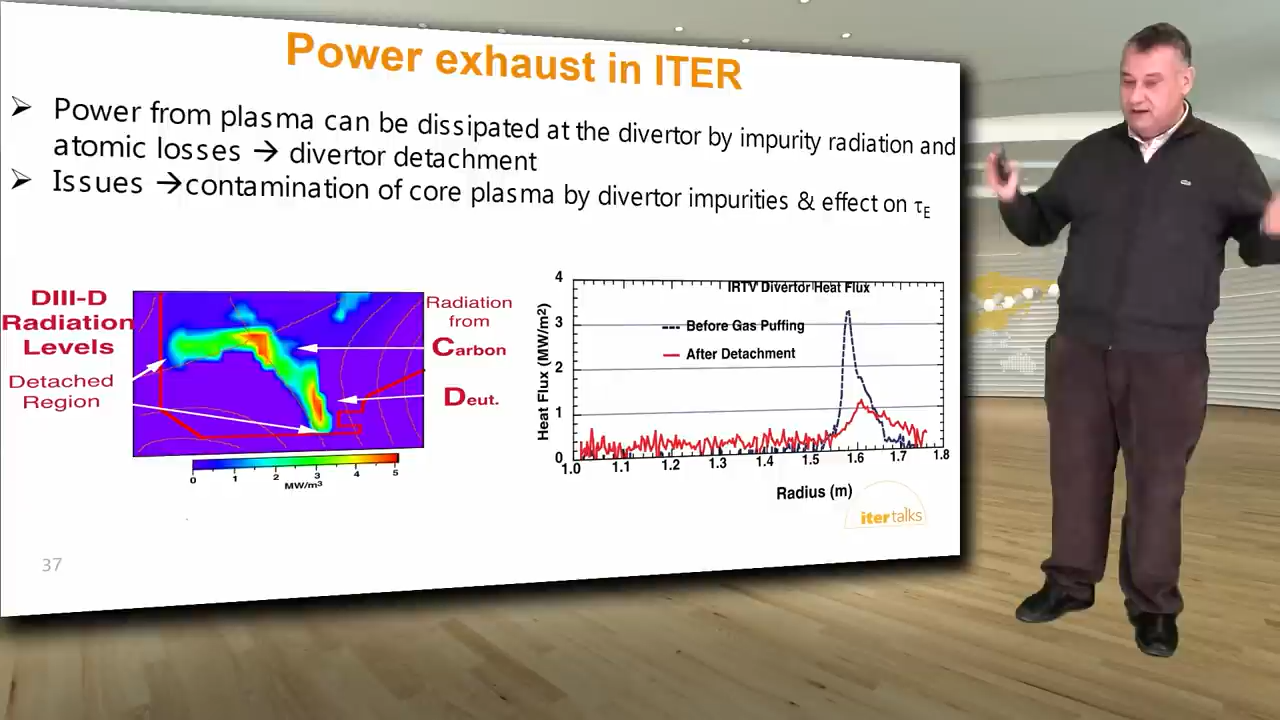 Power exhaust in ITER
➢ Power from plasma can be dissipated at the divertor by impurity radiation and
atomic losses → divertor detachment
➢ Issues →contamination of core plasma by divertor impurities & effect on τE
DIII-D
Radiation
Levels
Detached
Region
Radiation
from
Carbon
Deut.
0 1 2 3 4 5
MW/m³
IRTV Divertor Heat Flux
Before Gas Puffing
After Detachment
Heat Flux (MW/m²)
4
3
2
1
0
1.0 1.1 1.2 1.3 1.4 1.5 1.6 1.7 1.8
Radius (m)
iter talks
37